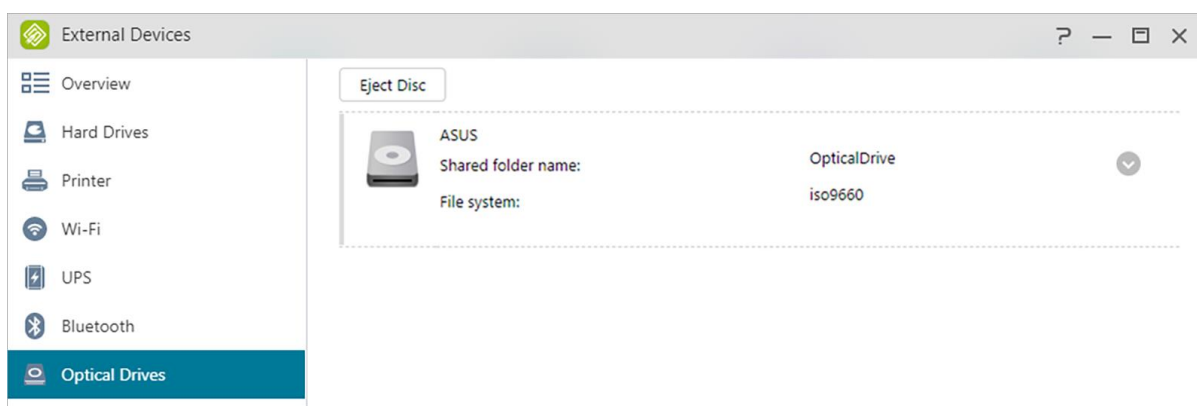 External Devices
Overview
Hard Drives
Printer
Wi-Fi
UPS
Bluetooth
Optical Drives
Eject Disc
ASUS
Shared folder name: OpticalDrive
File system: iso9660